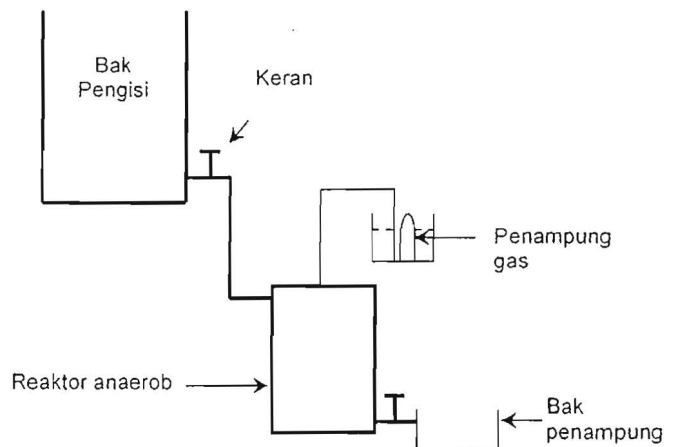 Bak
Pengisi
Keran
Penampung
gas
Reaktor anaerob
Bak
penampung